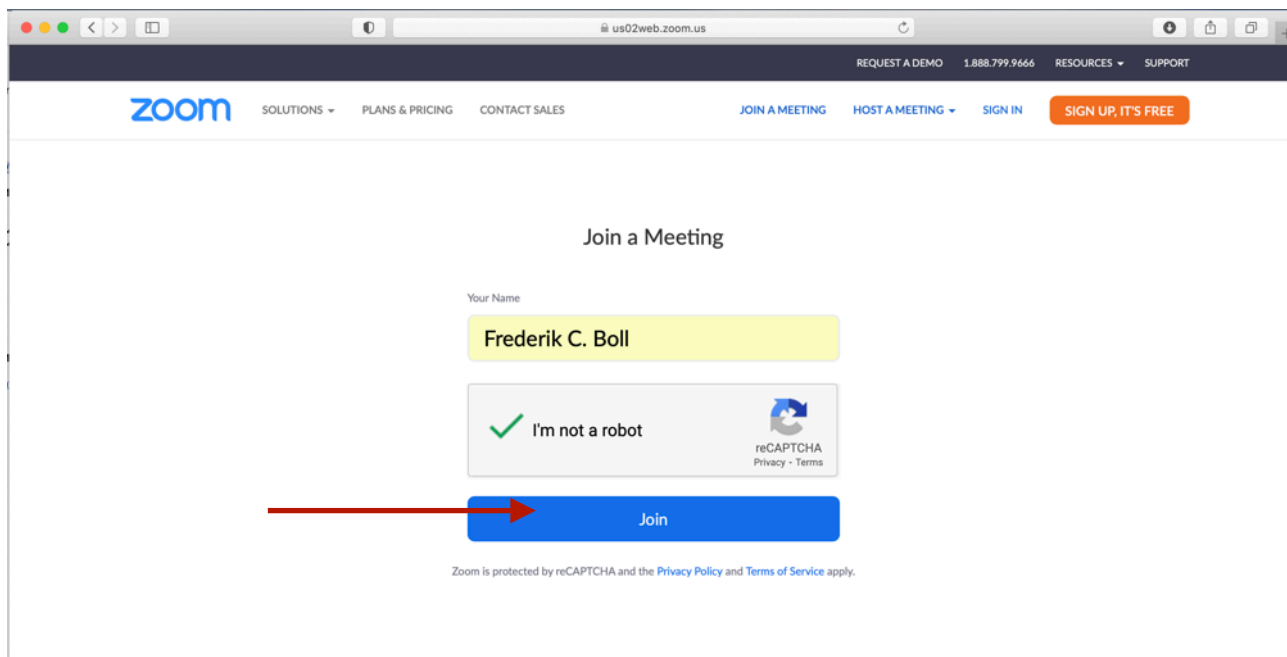 us02web.zoom.us
REQUEST A DEMO 1.888.799.9666 RESOURCES SUPPORT
zoom SOLUTIONS PLANS & PRICING CONTACT SALES JOIN A MEETING HOST A MEETING SIGN IN SIGN UP, IT'S FREE
Join a Meeting
Your Name
Frederik C. Boll
I'm not a robot
reCAPTCHA
Privacy - Terms
Join
Zoom is protected by reCAPTCHA and the Privacy Policy and Terms of Service apply.